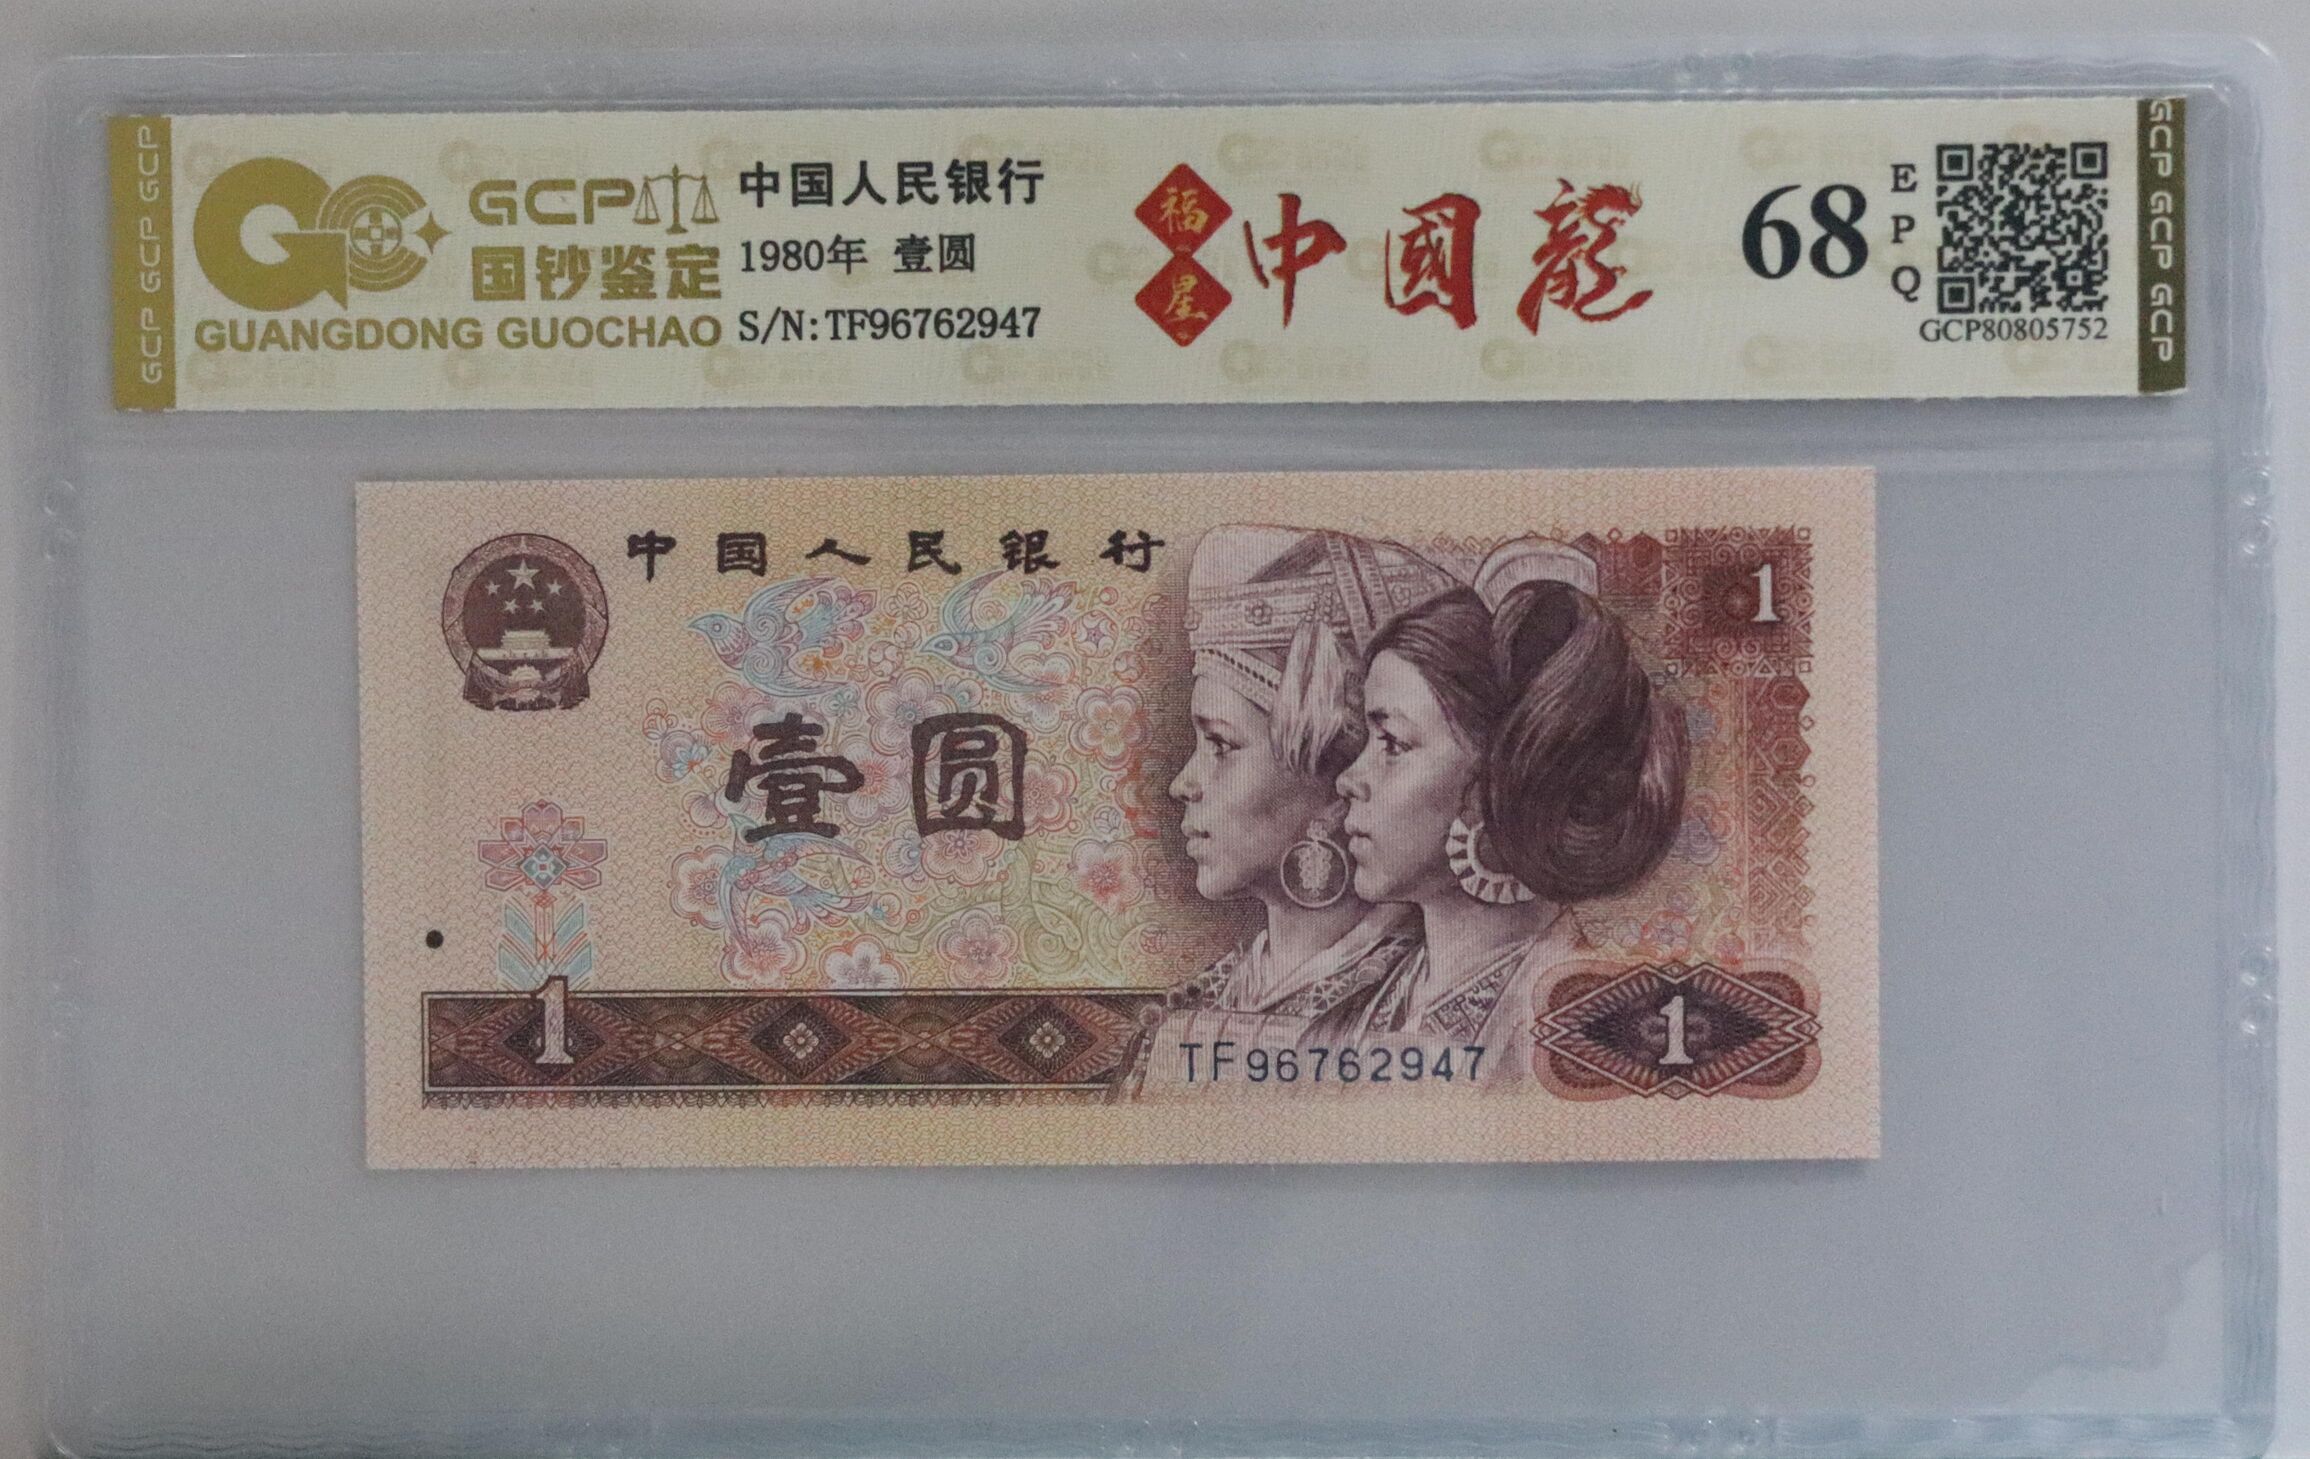 GCP GCP GCP
GCP
国钞鉴定
GUANGDONG GUOCHAO
中国人民银行
1980年 壹圆
S/N:TF96762947
福星
中國龍
68
EPQ
GCP80805752
GCP GCP GCP
中国人民银行
1
壹圆
1
TF96762947
1